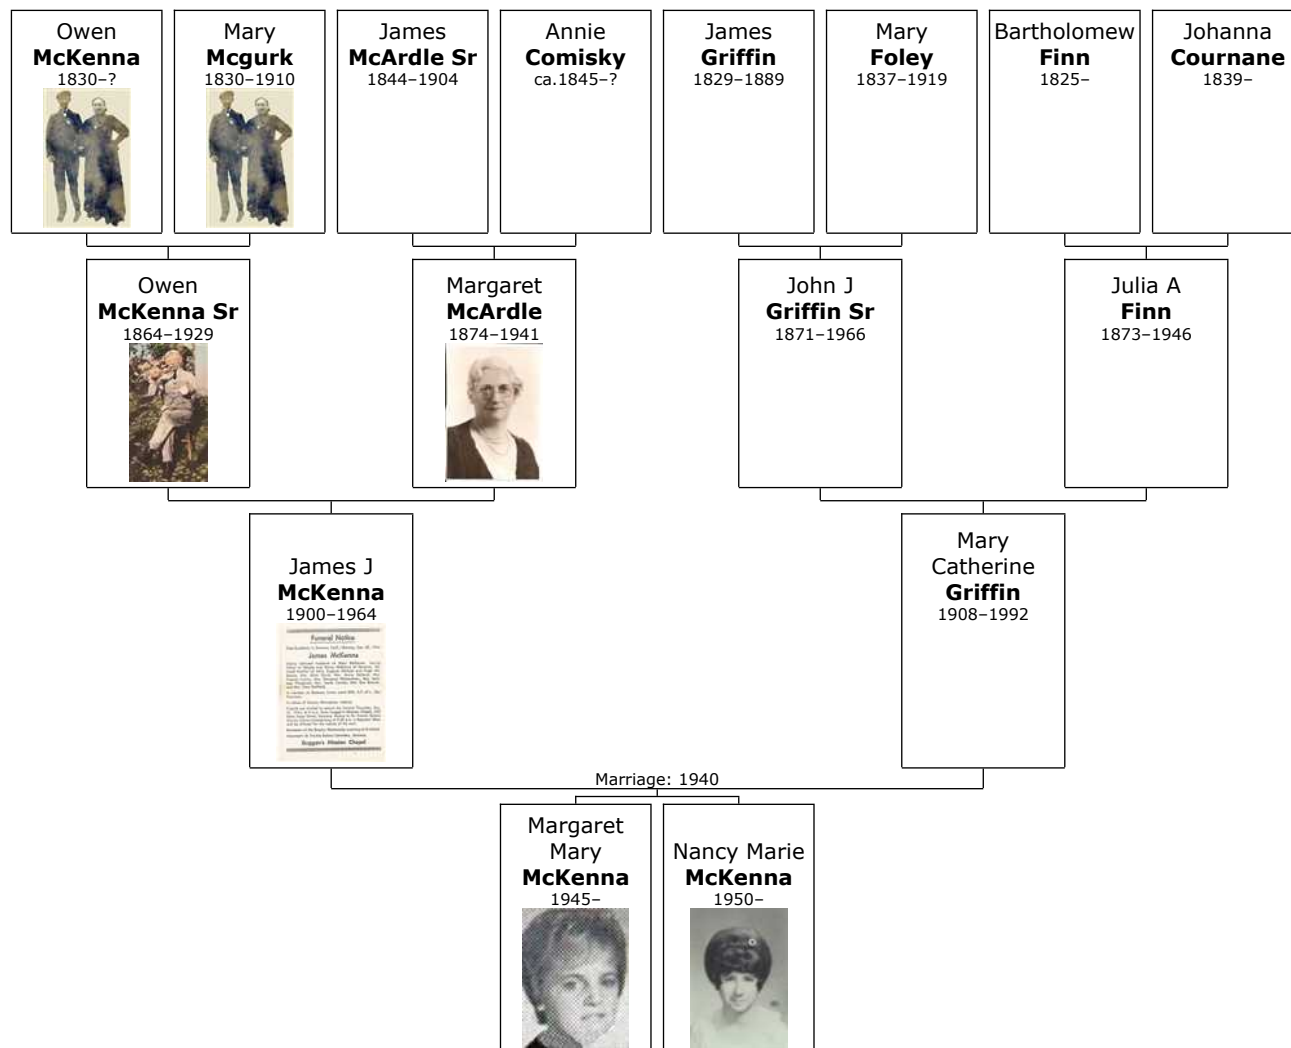 Owen
McKenna
1830–?
Mary
Mcgurk
1830–1910
James
McArdle Sr
1844–1904
Annie
Comisky
ca.1845–?
James
Griffin
1829–1889
Mary
Foley
1837–1919
Bartholomew
Finn
1825–
Johanna
Cournane
1839–
Owen
McKenna Sr
1864–1929
Margaret
McArdle
1874–1941
John J
Griffin Sr
1871–1966
Julia A
Finn
1873–1946
James J
McKenna
1900–1964
Funeral Notice
James McKenna
Duggan's Mission Chapel
Mary
Catherine
Griffin
1908–1992
Marriage: 1940
Margaret
Mary
McKenna
1945–
Nancy Marie
McKenna
1950–